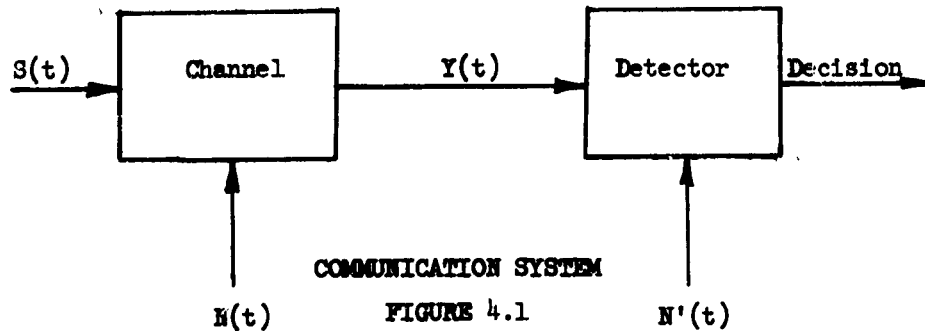 S(t)
Channel
Y(t)
Detector
Decision
COMMUNICATION SYSTEM
FIGURE 4.1
N(t)
N'(t)